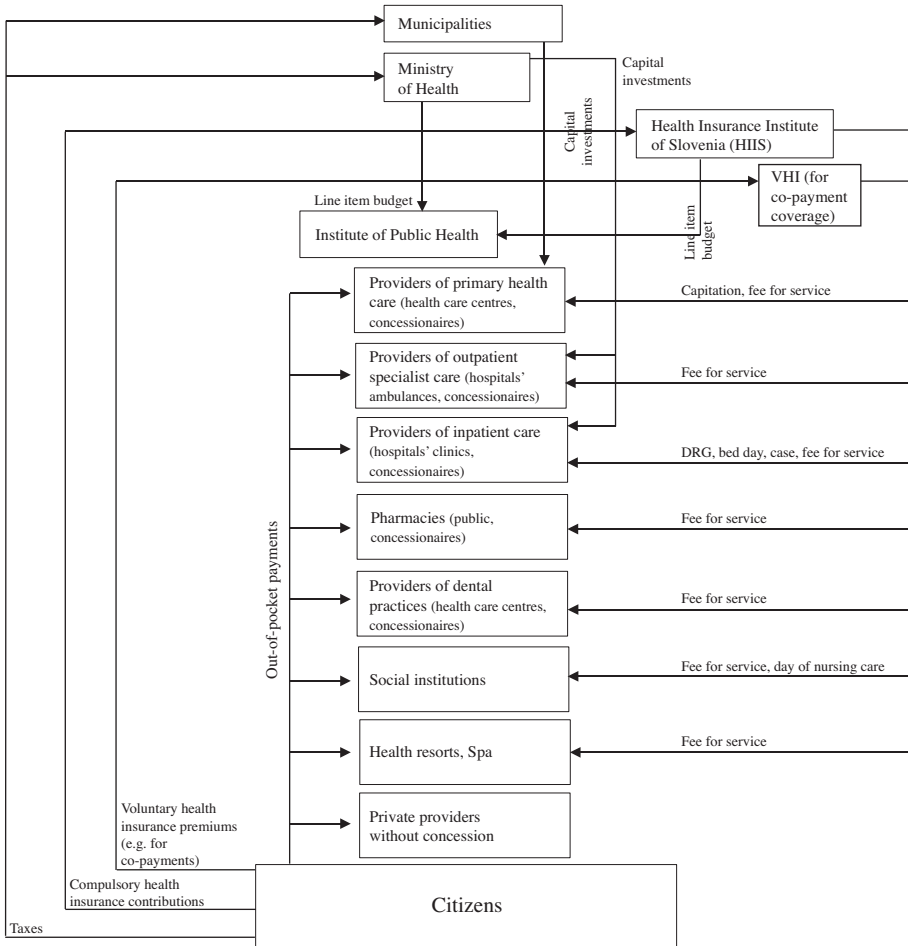 Municipalities
Ministry
of Health
Capital
investments
Capital
investments
Health Insurance Institute
of Slovenia (HIIS)
VHI (for
co-payment
coverage)
Line item budget
Institute of Public Health
Line item
budget
Providers of primary health
care (health care centres,
concessionaires)
Capitation, fee for service
Providers of outpatient
specialist care (hospitals'
ambulances, concessionaires)
Fee for service
Providers of inpatient care
(hospitals' clinics,
concessionaires)
DRG, bed day, case, fee for service
Pharmacies (public,
concessionaires)
Fee for service
Out-of-pocket payments
Providers of dental
practices (health care centres,
concessionaires)
Fee for service
Social institutions
Fee for service, day of nursing care
Health resorts, Spa
Fee for service
Private providers
without concession
Voluntary health
insurance premiums
(e.g. for
co-payments)
Compulsory health
insurance contributions
Taxes
Citizens